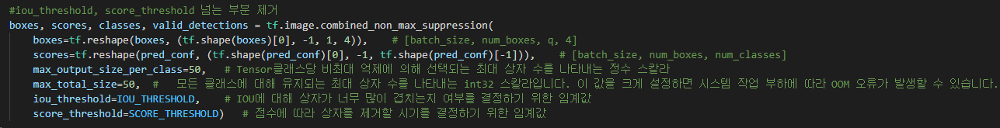 #iou_threshold, score_threshold 넘는 부분 제거
boxes, scores, classes, valid_detections = tf.image.combined_non_max_suppression(
    boxes=tf.reshape(boxes, (tf.shape(boxes)[0], -1, 1, 4)),    # [batch_size, num_boxes, q, 4]
    scores=tf.reshape(pred_conf, (tf.shape(pred_conf)[0], -1, tf.shape(pred_conf)[-1])),    # [batch_size, num_boxes, num_classes]
    max_output_size_per_class=50,   # Tensor클래스당 비최대 억제에 의해 선택되는 최대 상자 수를 나타내는 정수 스칼라
    max_total_size=50,  #   모든 클래스에 대해 유지되는 최대 상자 수를 나타내는 int32 스칼라입니다. 이 값을 크게 설정하면 시스템 작업 부하에 따라 OOM 오류가 발생할 수 있습니다.
    iou_threshold=IOU_THRESHOLD,    # IOU에 대해 상자가 너무 많이 겹치는지 여부를 결정하기 위한 임계값
    score_threshold=SCORE_THRESHOLD)   # 점수에 따라 상자를 제거할 시기를 결정하기 위한 임계값